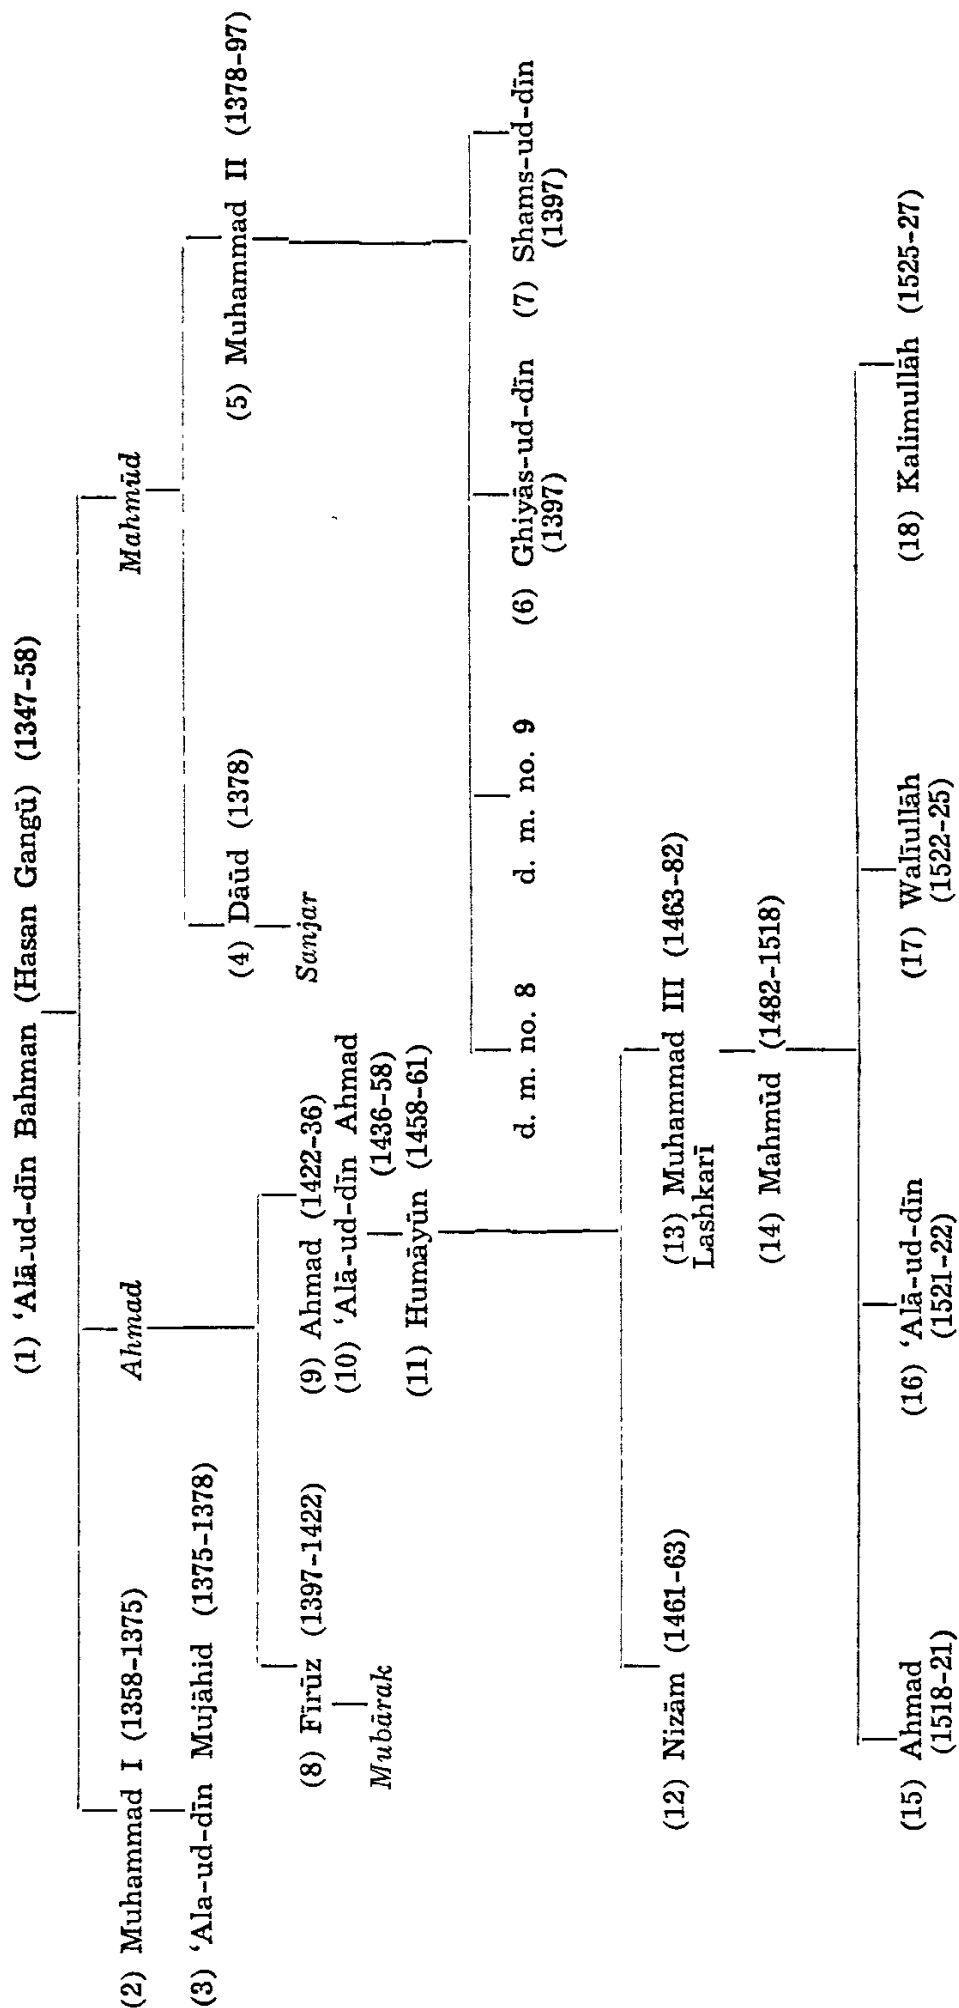 (1) ‘Alā-ud-dīn Bahman (Hasan Gangū) (1347-58)
(2) Muhammad I (1358-1375)
Ahmad
Mahmūd
(3) ‘Ala-ud-dīn Mujāhid (1375-1378)
(4) Dāūd (1378)
(5) Muhammad II (1378-97)
Sanjar
(8) Fīrūz (1397-1422)
(9) Ahmad (1422-36)
(10) ‘Alā-ud-dīn Ahmad
(1436-58)
Mubārak
(11) Humāyūn (1458-61)
d. m. no. 8
d. m. no. 9
(6) Ghiyās-ud-dīn
(1397)
(7) Shams-ud-dīn
(1397)
(12) Nizām (1461-63)
(13) Muhammad III (1463-82)
Lashkarī
(14) Mahmūd (1482-1518)
(15) Ahmad
(1518-21)
(16) ‘Alā-ud-dīn
(1521-22)
(17) Walīullāh
(1522-25)
(18) Kalimullāh (1525-27)